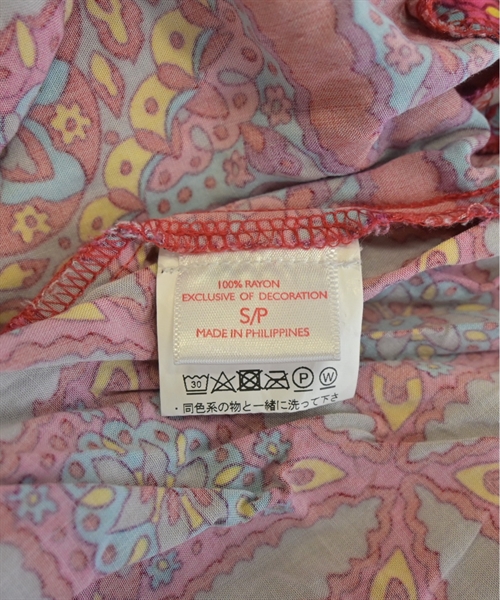 100% RAYON
EXCLUSIVE OF DECORATION
S/P
MADE IN PHILIPPINES
30 P W
・同色系の物と一緒に洗って下さ